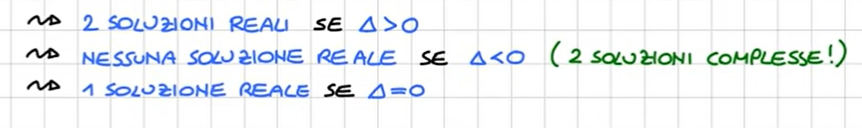 ↝ 2 SOLUZIONI REALI SE Δ>0
↝ NESSUNA SOLUZIONE REALE SE Δ<0 (2 SOLUZIONI COMPLESSE!)
↝ 1 SOLUZIONE REALE SE Δ=0